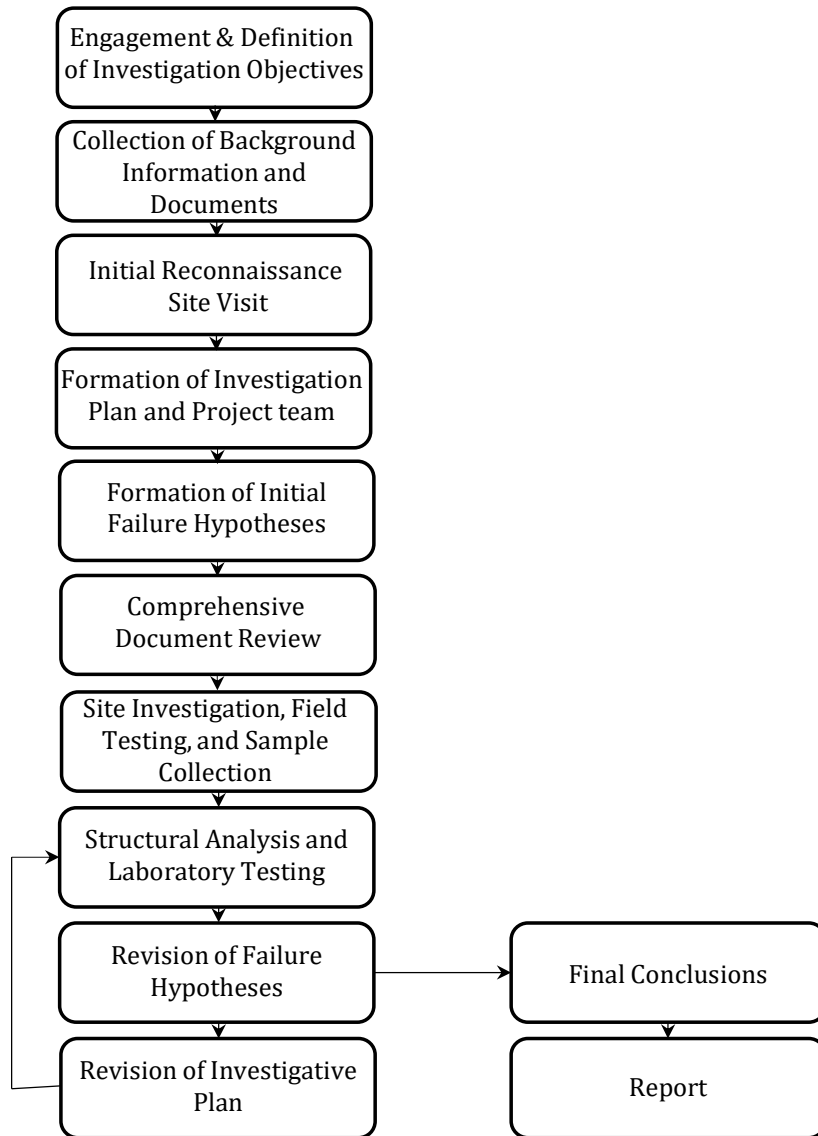 Engagement & Definition
of Investigation Objectives
Collection of Background
Information and
Documents
Initial Reconnaissance
Site Visit
Formation of Investigation
Plan and Project team
Formation of Initial
Failure Hypotheses
Comprehensive
Document Review
Site Investigation, Field
Testing, and Sample
Collection
Structural Analysis and
Laboratory Testing
Revision of Failure
Hypotheses
Final Conclusions
Revision of Investigative
Plan
Report